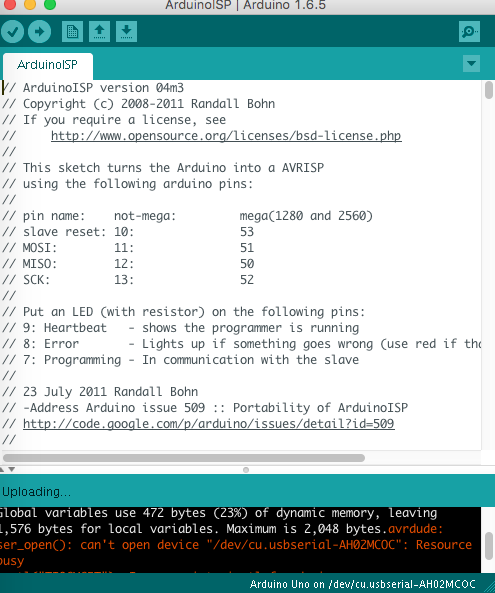 ArduinoISP | Arduino 1.6.5
ArduinoISP
// ArduinoISP version 04m3
// Copyright (c) 2008-2011 Randall Bohn
// If you require a license, see
//     http://www.opensource.org/licenses/bsd-license.php
//
// This sketch turns the Arduino into a AVRISP
// using the following arduino pins:
//
// pin name:    not-mega:         mega(1280 and 2560)
// slave reset: 10:               53
// MOSI:        11:               51
// MISO:        12:               50
// SCK:         13:               52
//
// Put an LED (with resistor) on the following pins:
// 9: Heartbeat   - shows the programmer is running
// 8: Error       - Lights up if something goes wrong (use red if tha
// 7: Programming - In communication with the slave
//
// 23 July 2011 Randall Bohn
// -Address Arduino issue 509 :: Portability of ArduinoISP
// http://code.google.com/p/arduino/issues/detail?id=509
//
Uploading...
Global variables use 472 bytes (23%) of dynamic memory, leaving
1,576 bytes for local variables. Maximum is 2,048 bytes.avrdude:
ser_open(): can't open device "/dev/cu.usbserial-AH02MCOC": Resource
busy
Arduino Uno on /dev/cu.usbserial-AH02MCOC